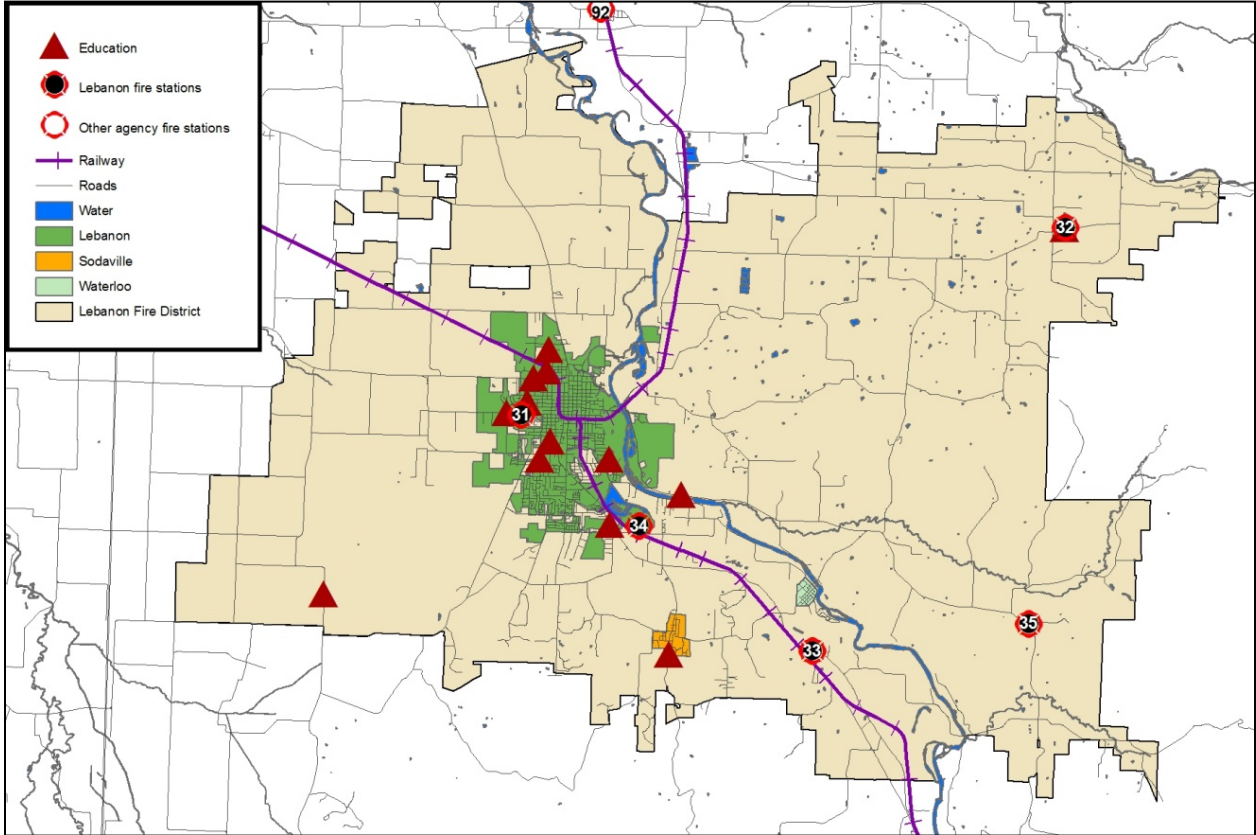 92
Education
Lebanon fire stations
Other agency fire stations
Railway
Roads
Water
Lebanon
Sodaville
Waterloo
Lebanon Fire District
32
31
34
35
33